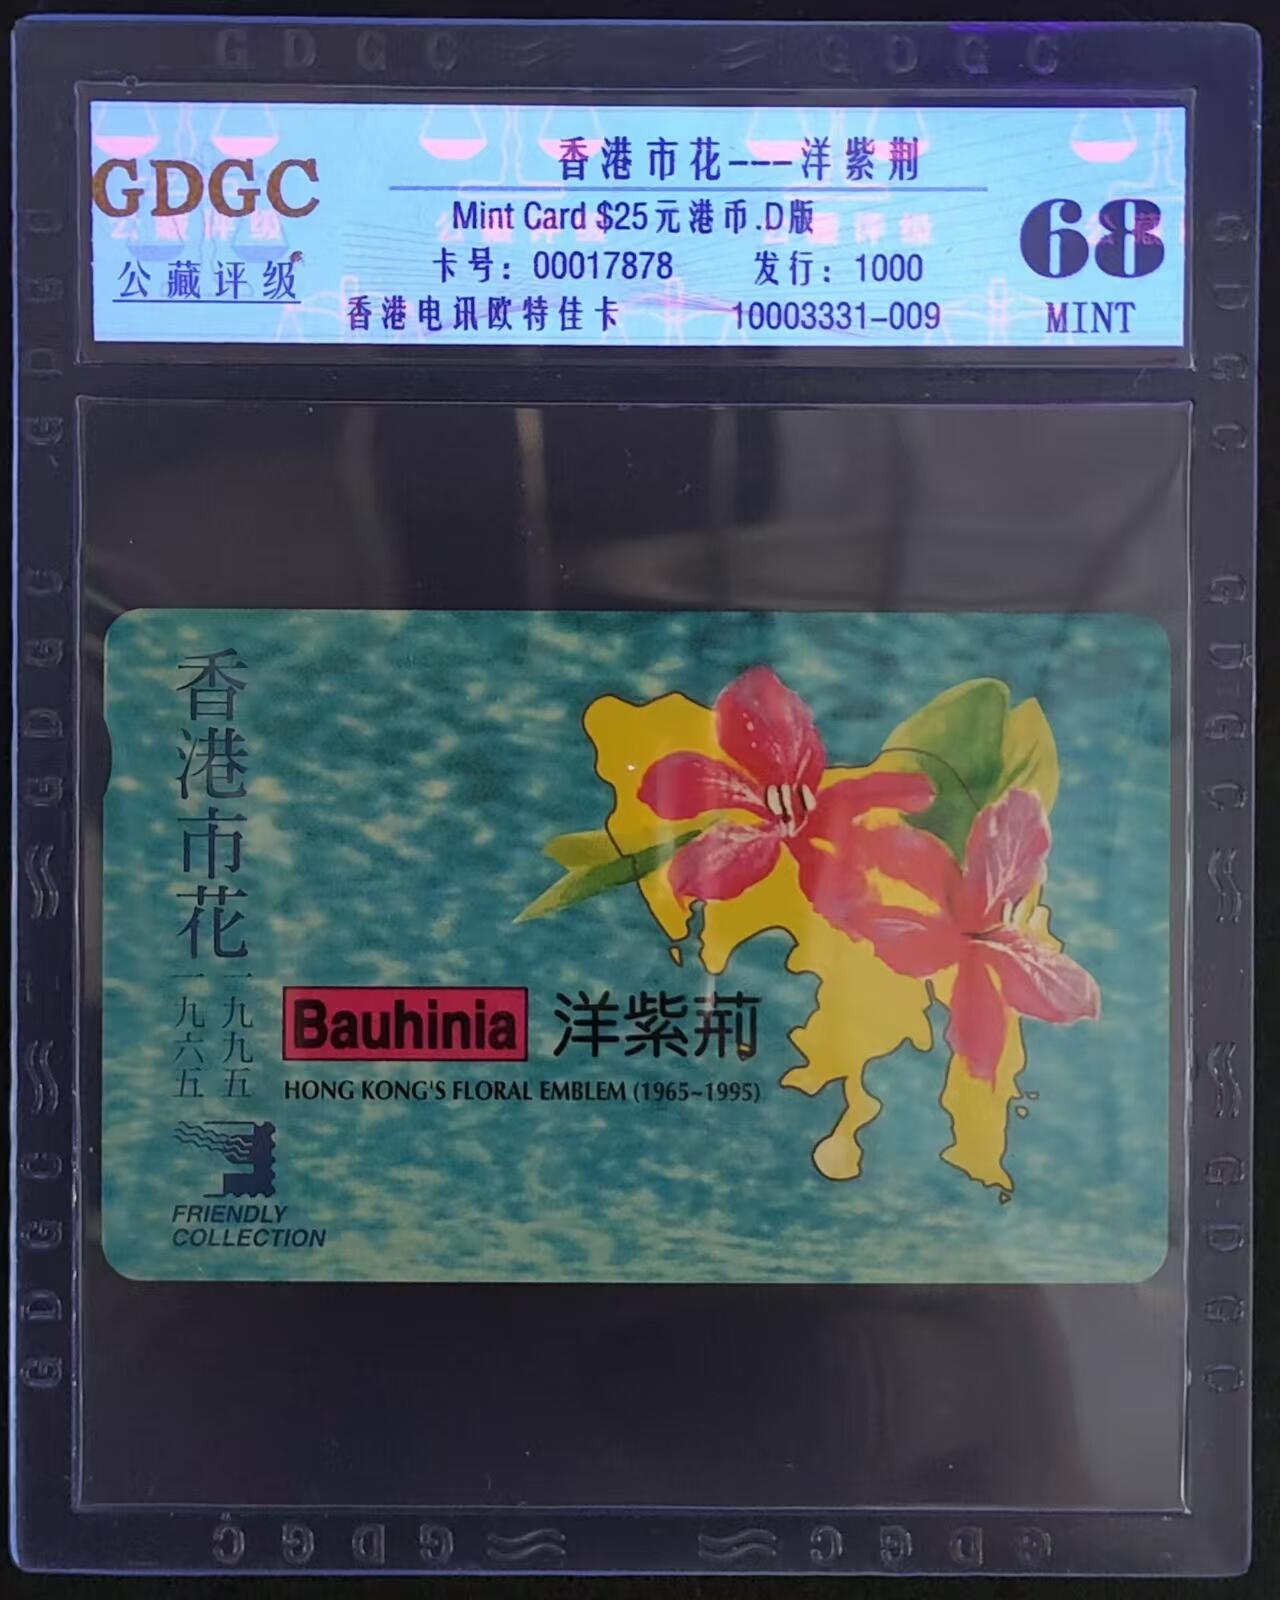 GDGC
公藏评级
香港市花---洋紫荆
Mint Card $25元港币.D版
卡号：00017878 发行：1000
香港电讯欧特佳卡 10003331-009
68
MINT
香港市花
一九九五
一九六五
Bauhinia 洋紫荊
HONG KONG'S FLORAL EMBLEM (1965~1995)
FRIENDLY
COLLECTION